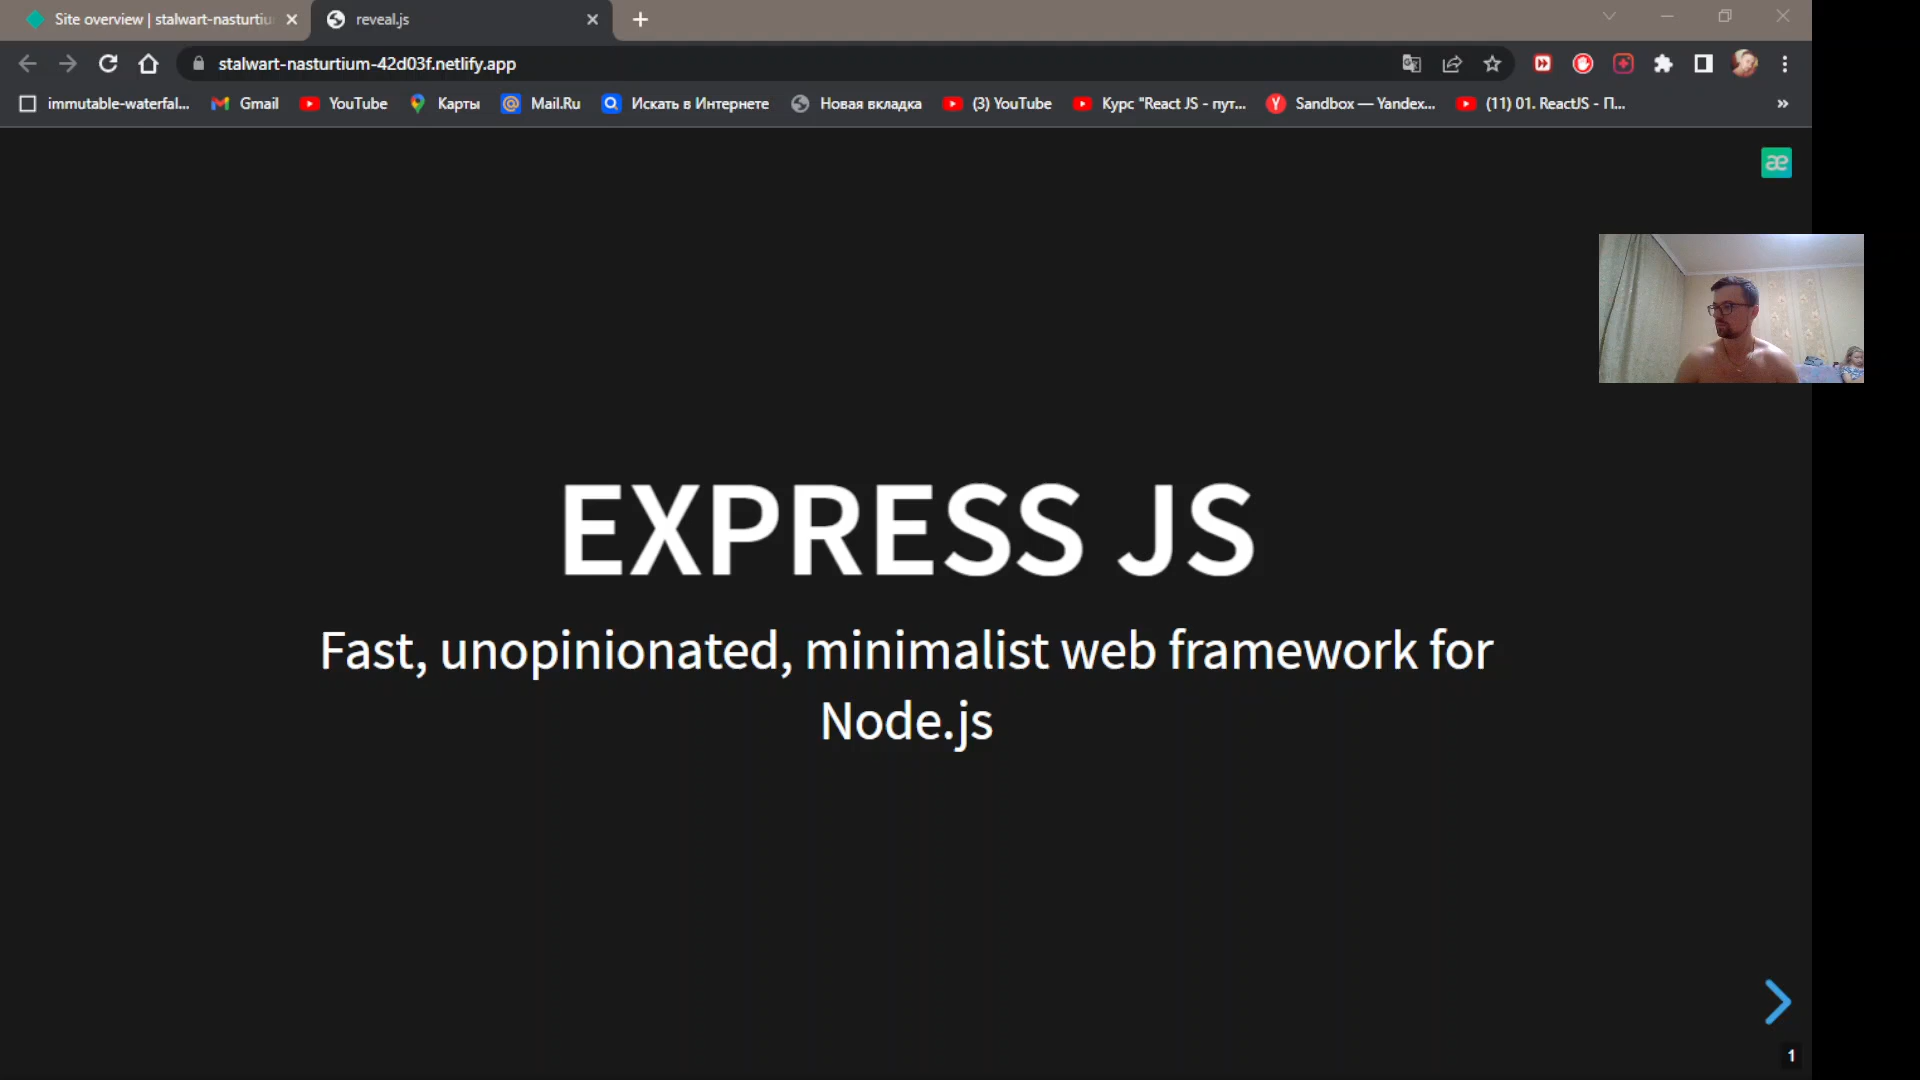 Site overview | stalwart-nasturtiu
reveal.js
stalwart-nasturtium-42d03f.netlify.app
immutable-waterfal... Gmail YouTube Карты Mail.Ru Искать в Интернете Новая вкладка (3) YouTube Курс "React JS - пут... Sandbox — Yandex... (11) 01. ReactJS - П... »
æ
EXPRESS JS
Fast, unopinionated, minimalist web framework for
Node.js
1